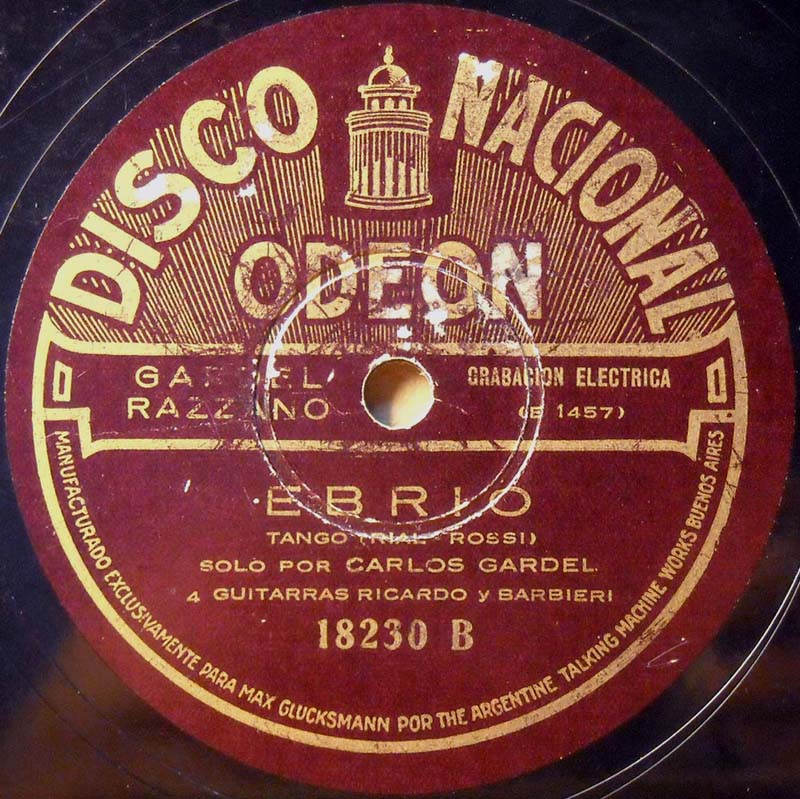 DISCO NACIONAL
ODEON
GARDEL
RAZZANO
GRABACION ELECTRICA
(E 1457)
EBRIO
TANGO (RIAL - ROSSI)
SOLO POR CARLOS GARDEL.
4 GUITARRAS RICARDO y BARBIERI
18230 B
MANUFACTURADO EXCLUSIVAMENTE PARA MAX GLUCKSMANN POR THE ARGENTINE TALKING MACHINE WORKS BUENOS AIRES